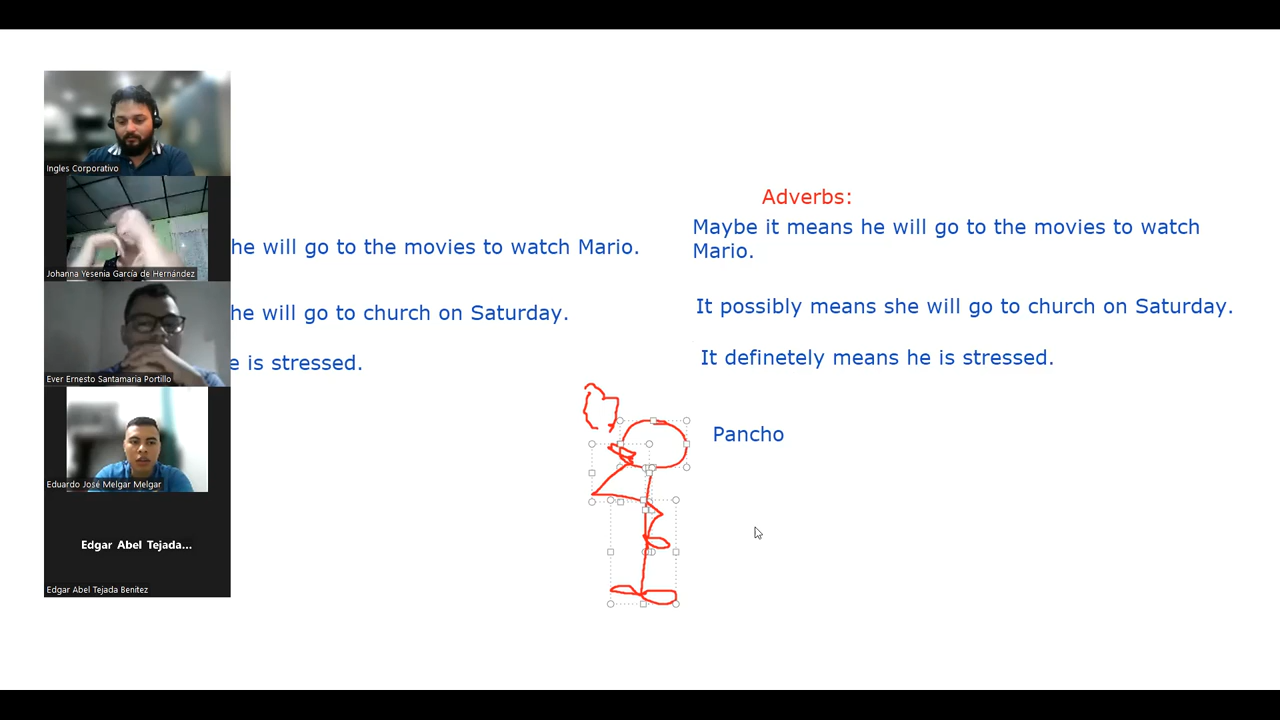 Ingles Corporativo
Johanna Yesenia García de Hernández
Ever Ernesto Santamaria Portillo
Eduardo José Melgar Melgar
Edgar Abel Tejada...
Edgar Abel Tejada Benitez
he will go to the movies to watch Mario.
he will go to church on Saturday.
e is stressed.
Adverbs:
Maybe it means he will go to the movies to watch
Mario.
It possibly means she will go to church on Saturday.
It definetely means he is stressed.
Pancho